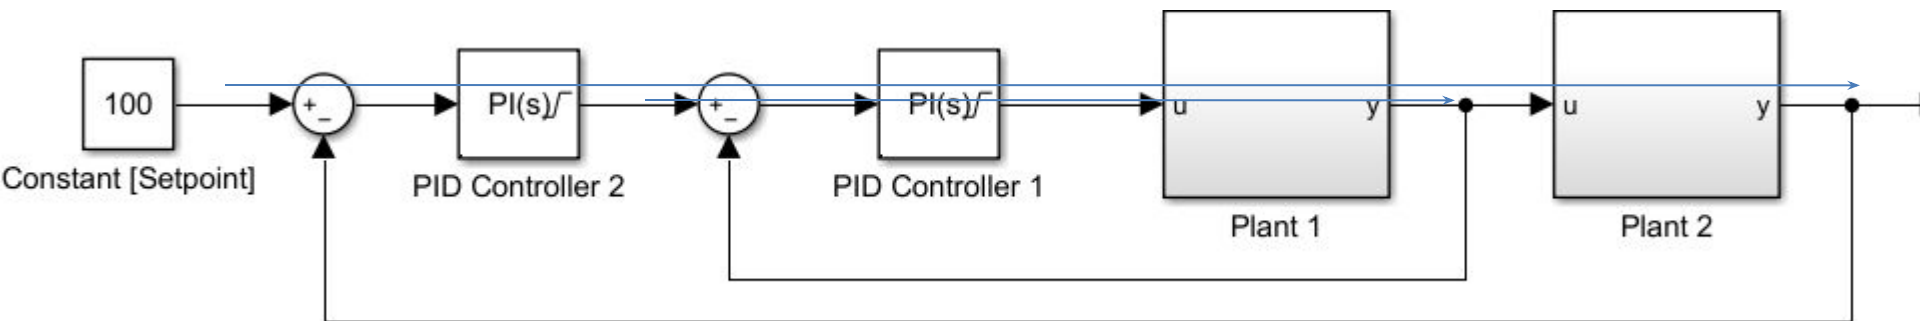 100
Constant [Setpoint]
+
−
PI(s)
PID Controller 2
+
−
PI(s)
PID Controller 1
u
y
Plant 1
u
y
Plant 2